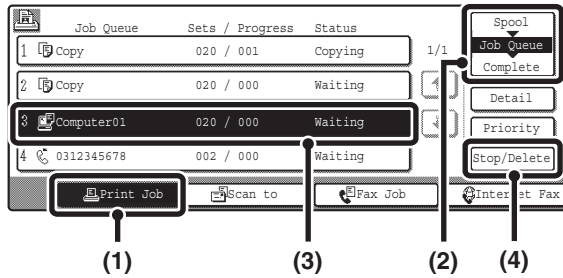 Job Queue Sets / Progress Status
1 Copy 020 / 001 Copying
2 Copy 020 / 000 Waiting
3 Computer01 020 / 000 Waiting
4 0312345678 002 / 000 Waiting
1/1
Spool
Job Queue
Complete
Detail
Priority
Stop/Delete
Print Job Scan to Fax Job Internet Fax
(1) (3) (2) (4)